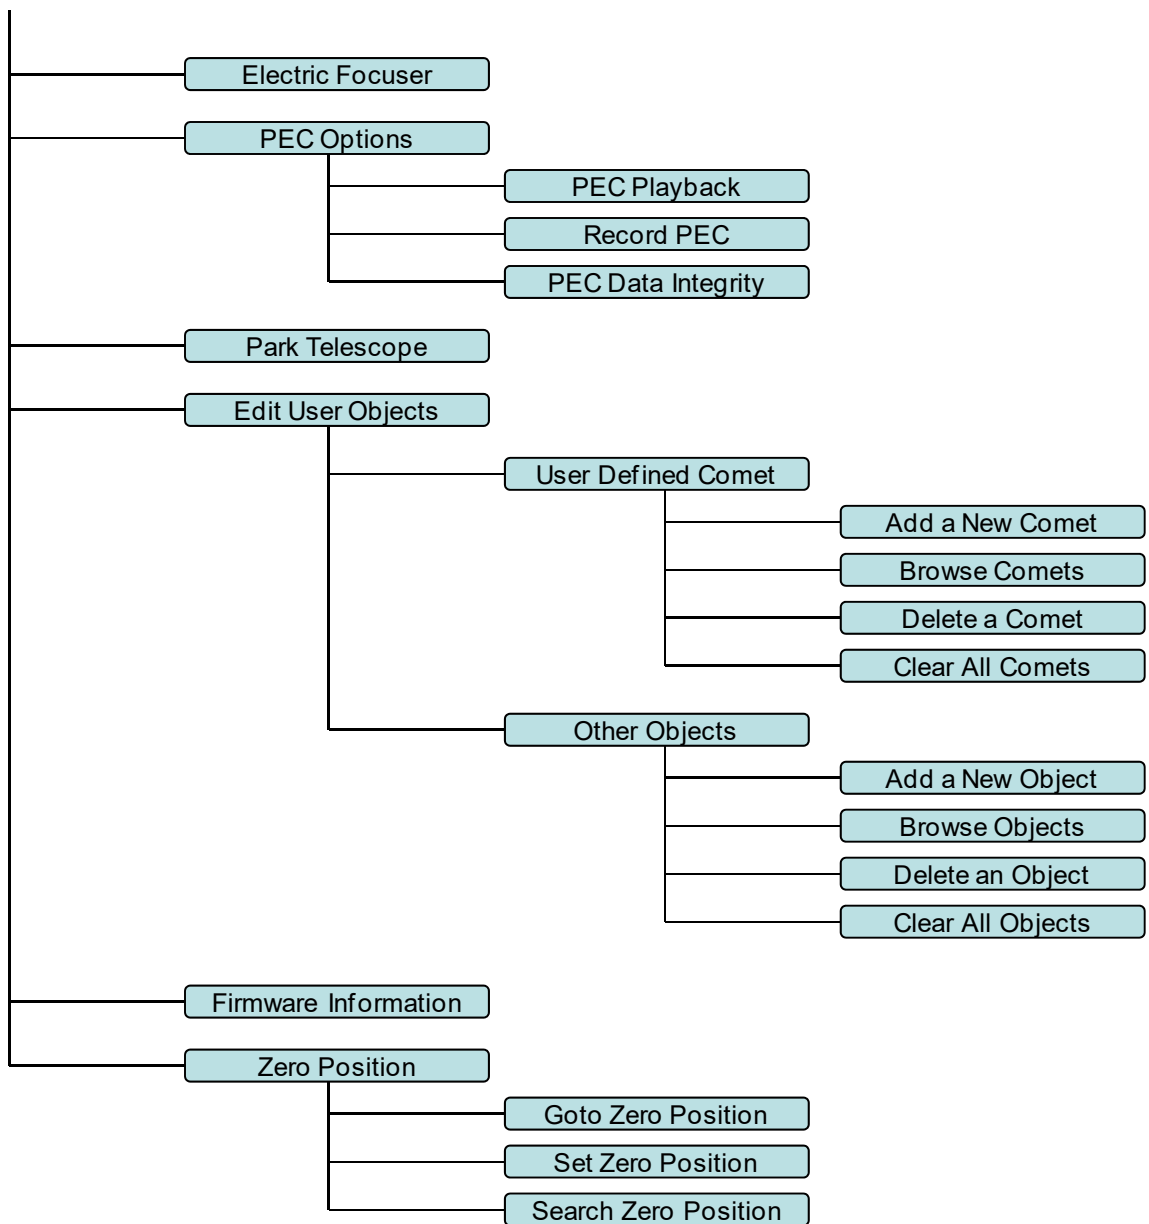 Electric Focuser
PEC Options
PEC Playback
Record PEC
PEC Data Integrity
Park Telescope
Edit User Objects
User Defined Comet
Add a New Comet
Browse Comets
Delete a Comet
Clear All Comets
Other Objects
Add a New Object
Browse Objects
Delete an Object
Clear All Objects
Firmware Information
Zero Position
Goto Zero Position
Set Zero Position
Search Zero Position